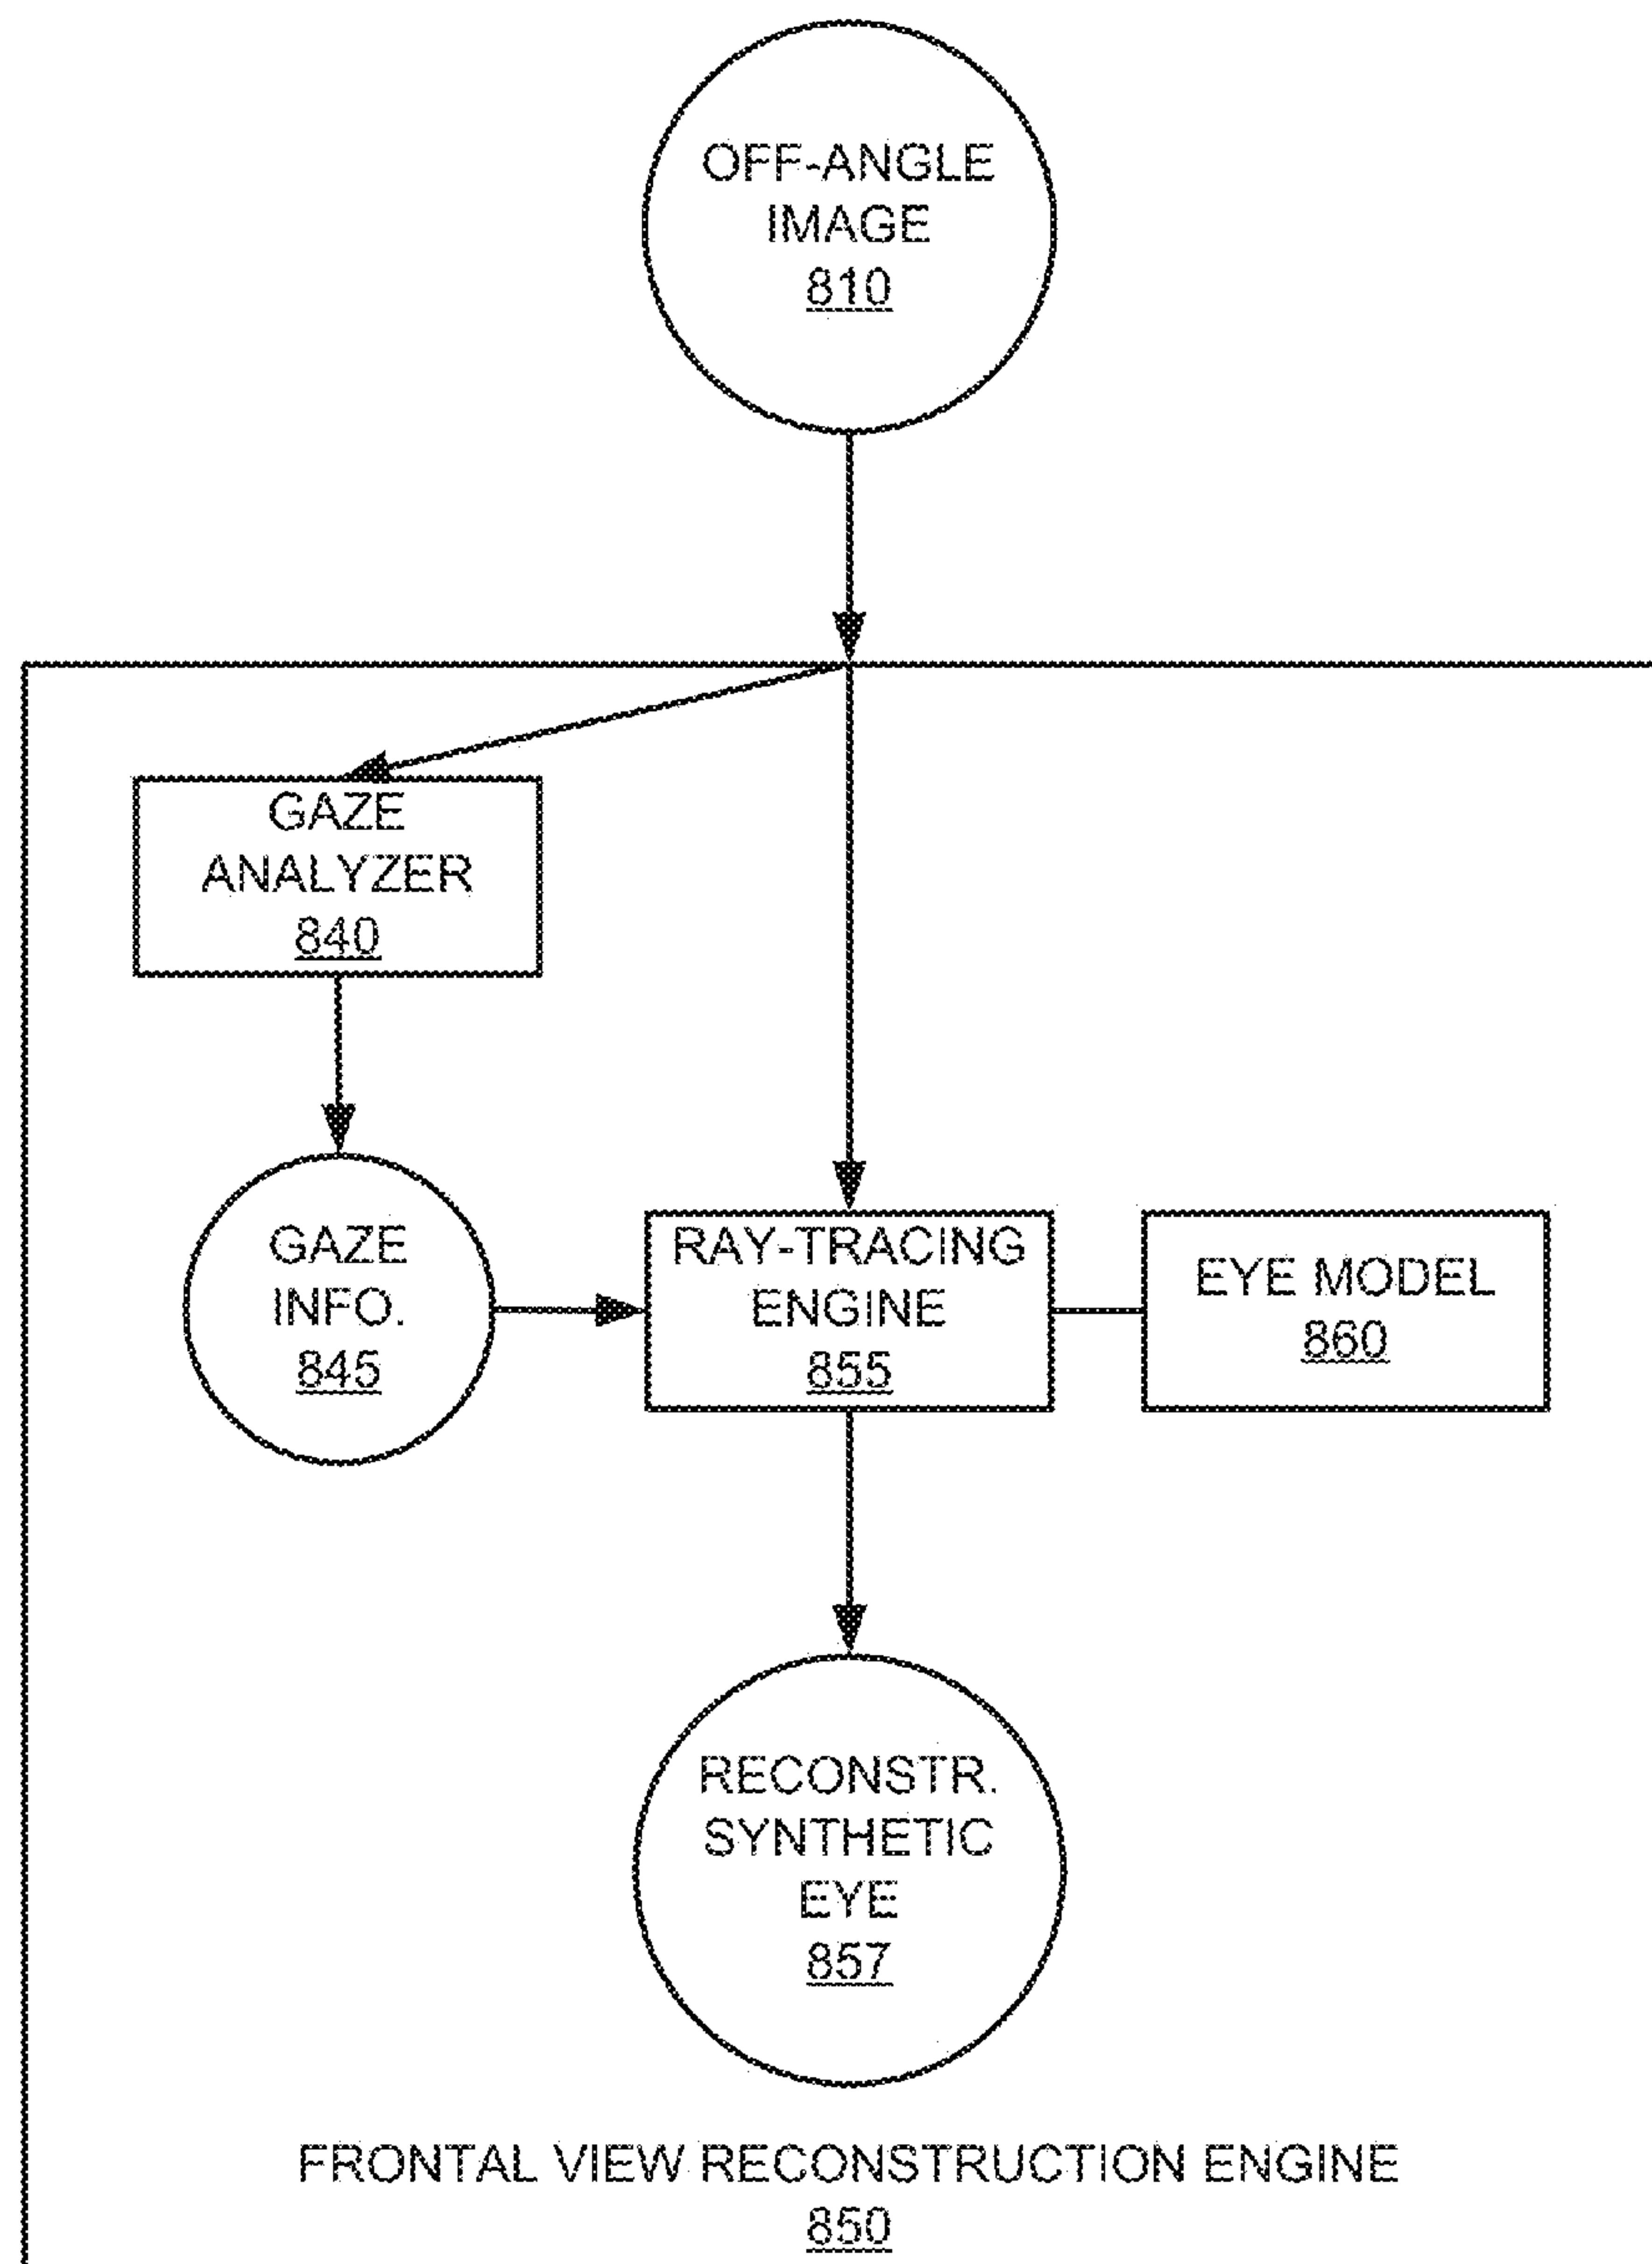 OFF-ANGLE
IMAGE
810
GAZE
ANALYZER
840
GAZE
INFO.
845
RAY-TRACING
ENGINE
855
EYE MODEL
860
RECONSTR.
SYNTHETIC
EYE
857
FRONTAL VIEW RECONSTRUCTION ENGINE
850